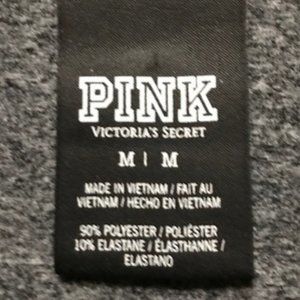 PINK
VICTORIA'S SECRET
M | M
MADE IN VIETNAM / FAIT AU
VIETNAM / HECHO EN VIETNAM
90% POLYESTER / POLIÉSTER
10% ELASTANE / ÉLASTHANNE /
ELASTANO